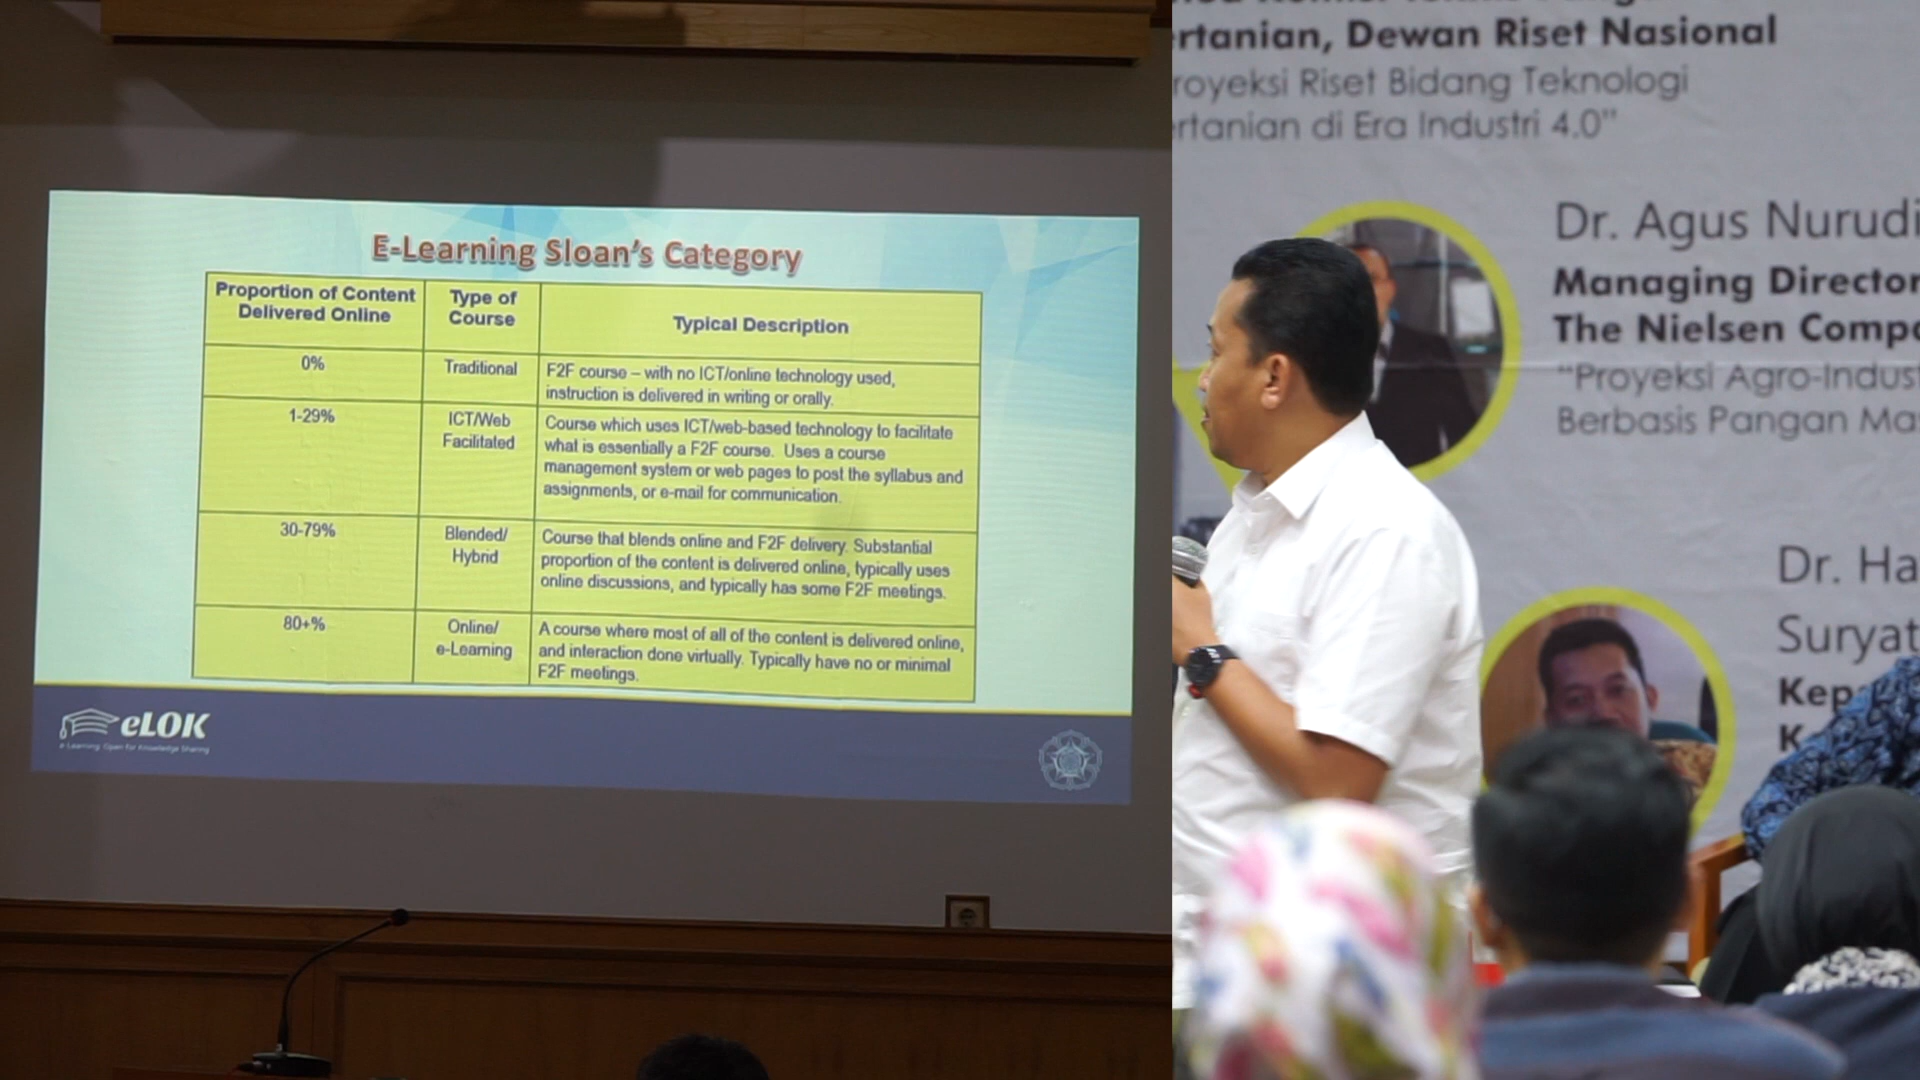 E-Learning Sloan's Category
Proportion of Content
Delivered Online
Type of
Course
Typical Description
0%
Traditional
F2F course – with no ICT/online technology used,
instruction is delivered in writing or orally.
1-29%
ICT/Web
Facilitated
Course which uses ICT/web-based technology to facilitate
what is essentially a F2F course. Uses a course
management system or web pages to post the syllabus and
assignments, or e-mail for communication.
30-79%
Blended/
Hybrid
Course that blends online and F2F delivery. Substantial
proportion of the content is delivered online, typically uses
online discussions, and typically has some F2F meetings.
80+%
Online/
e-Learning
A course where most of all of the content is delivered online,
and interaction done virtually. Typically have no or minimal
F2F meetings.
eLOK
e-Learning: Open for Knowledge Sharing
rtanian, Dewan Riset Nasional
royeksi Riset Bidang Teknologi
rtanian di Era Industri 4.0"
Dr. Agus Nurudi
Managing Director
The Nielsen Compa
"Proyeksi Agro-Indust
Berbasis Pangan Ma
Dr. Ha
Suryat
Kep
K